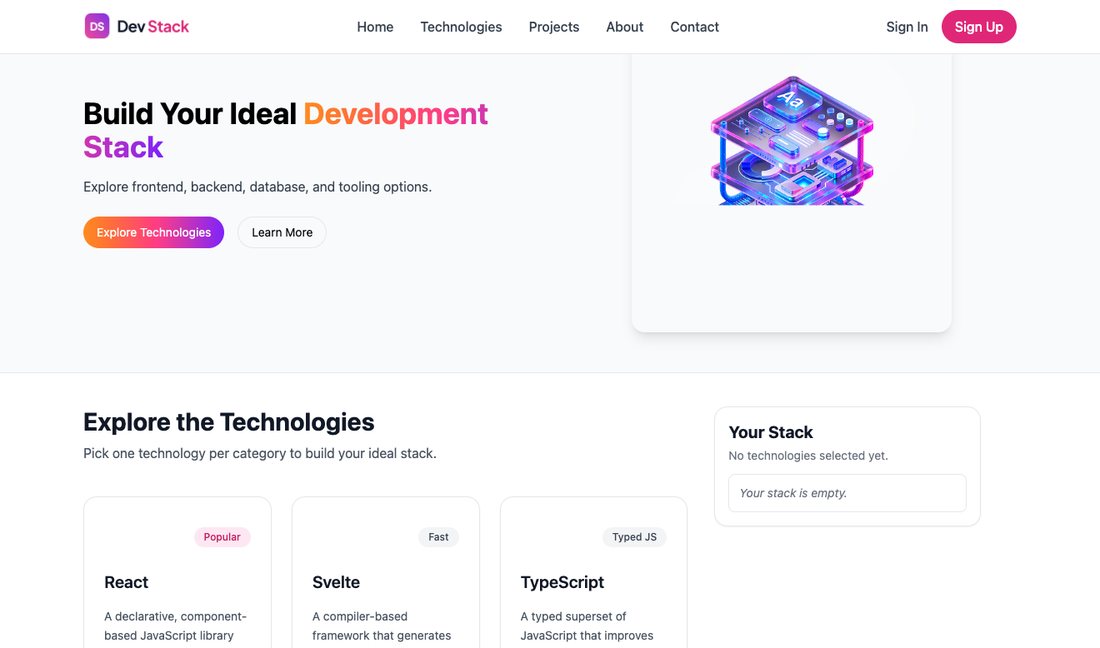 DS DevStack Home Technologies Projects About Contact Sign In Sign Up
Build Your Ideal Development
Stack
Explore frontend, backend, database, and tooling options.
Explore Technologies Learn More
Aa
Explore the Technologies
Pick one technology per category to build your ideal stack.
Your Stack
No technologies selected yet.
Your stack is empty.
Popular
React
A declarative, component-
based JavaScript library
Fast
Svelte
A compiler-based
framework that generates
Typed JS
TypeScript
A typed superset of
JavaScript that improves